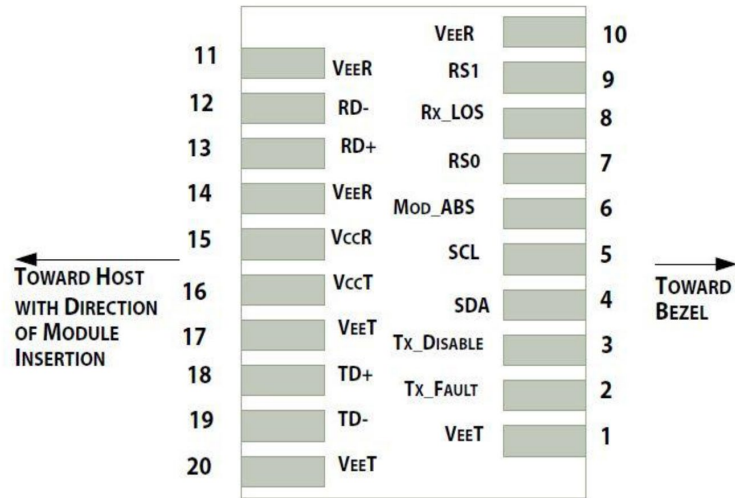 VEER 10
11 VEER
RS1 9
12 RD-
RX_LOS 8
13 RD+
RS0 7
14 VEER
MOD_ABS 6
15 VCCR
SCL 5
TOWARD HOST
WITH DIRECTION
OF MODULE
INSERTION
16 VCCT
SDA 4
TOWARD
BEZEL
17 VEET
TX_DISABLE 3
18 TD+
TX_FAULT 2
19 TD-
VEET 1
20 VEET